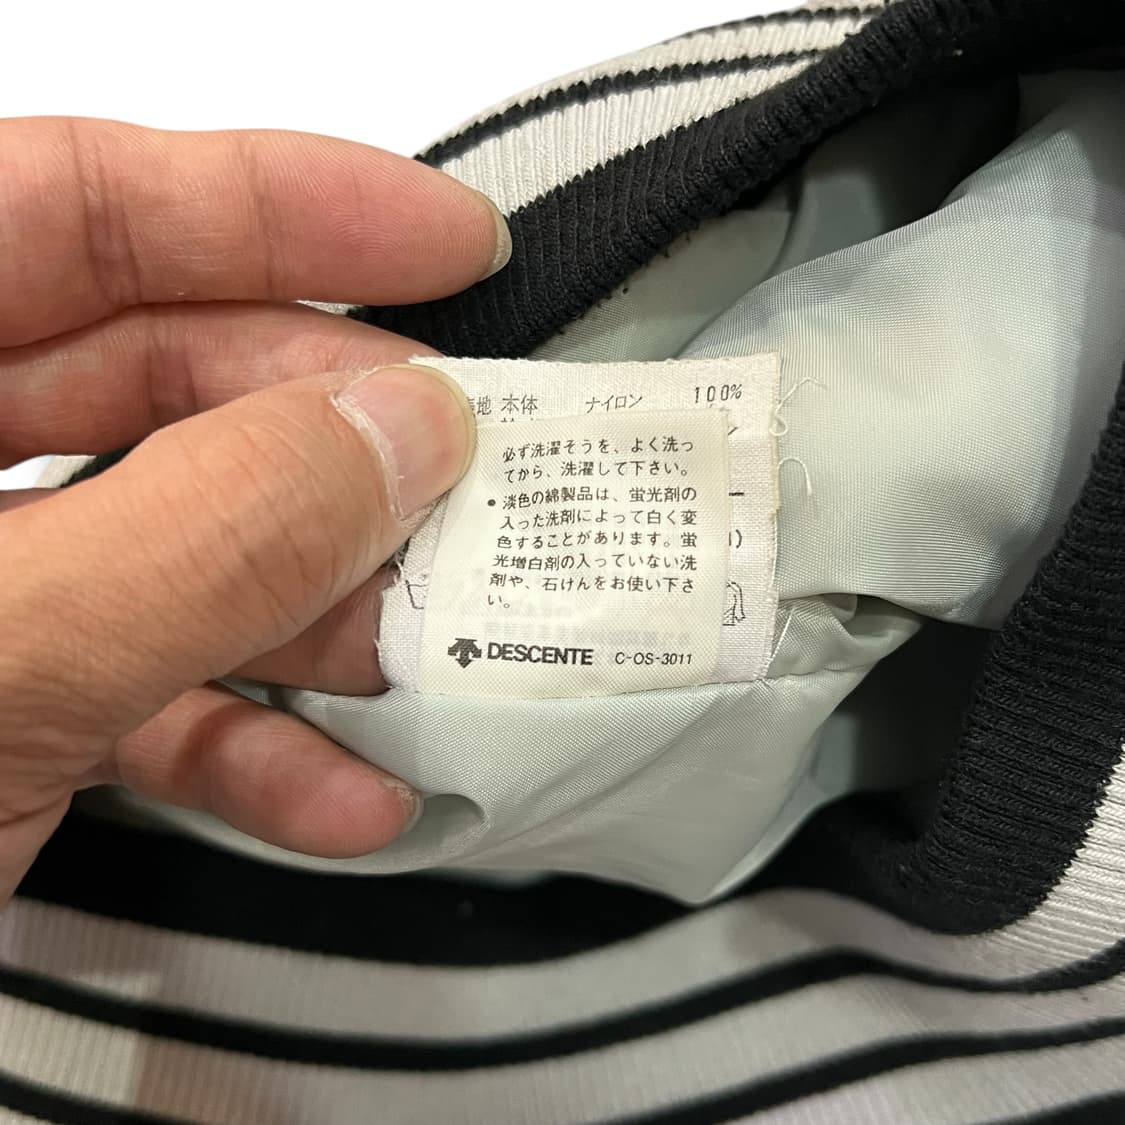 地 本体 ナイロン 100%
必ず洗濯そうを、よく洗っ
てから、洗濯して下さい。
• 淡色の綿製品は、蛍光剤の
入った洗剤によって白く変
色することがあります。蛍
光増白剤の入っていない洗
剤や、石けんをお使い下さ
い。
DESCENTE C-OS-3011